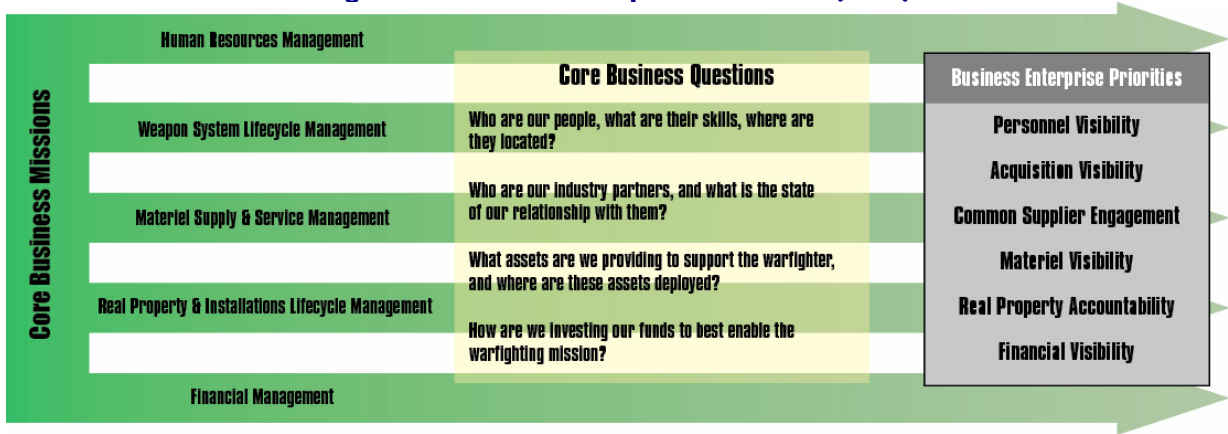 Core Business Missions
Human Resources Management
Weapon System Lifecycle Management
Materiel Supply & Service Management
Real Property & Installations Lifecycle Management
Financial Management
Core Business Questions
Who are our people, what are their skills, where are
they located?
Who are our industry partners, and what is the state
of our relationship with them?
What assets are we providing to support the warfighter,
and where are these assets deployed?
How are we investing our funds to best enable the
warfighting mission?
Business Enterprise Priorities
Personnel Visibility
Acquisition Visibility
Common Supplier Engagement
Materiel Visibility
Real Property Accountability
Financial Visibility